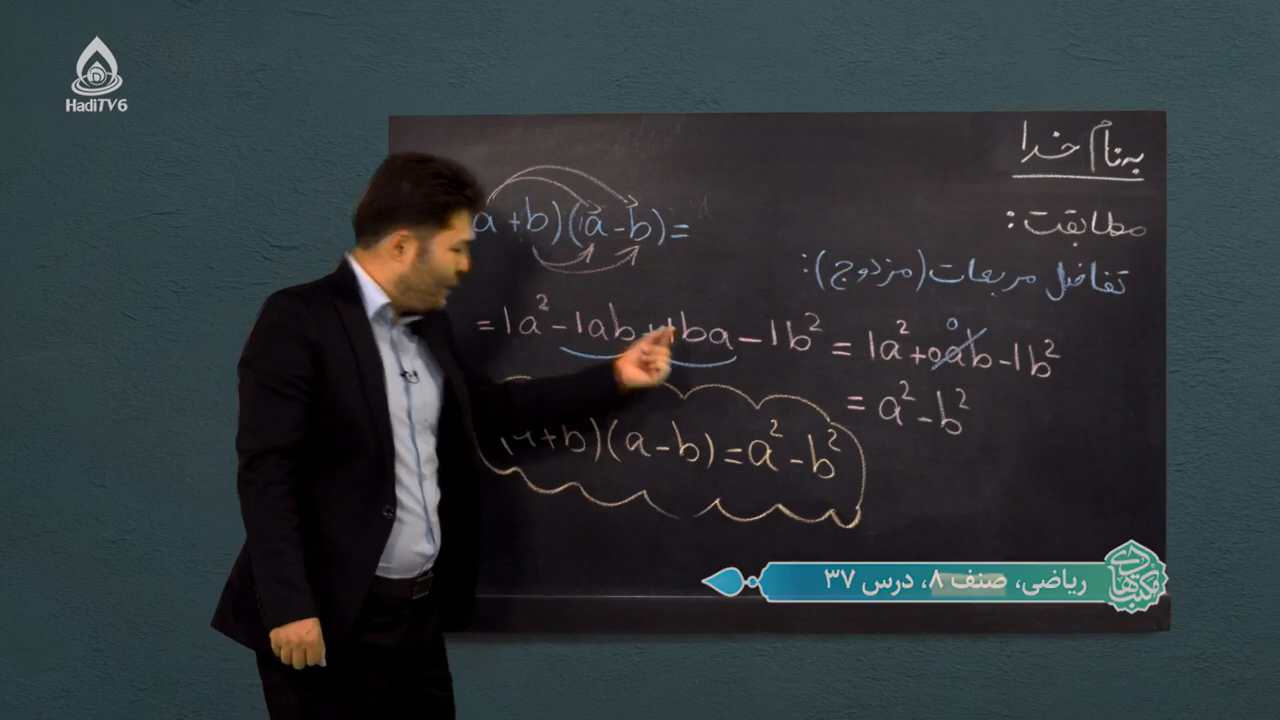 HadiTV6
به نام خدا
مطابقت:
تفاضل مربعات (مزدوج):
a+b)(a-b)=
=1a²-1ab+1ba-1b²=1a²+0ab-1b²
0
=a²-b²
+b)(a-b)=a²-b²
ریاضی، صنف ۸، درس ۳۷